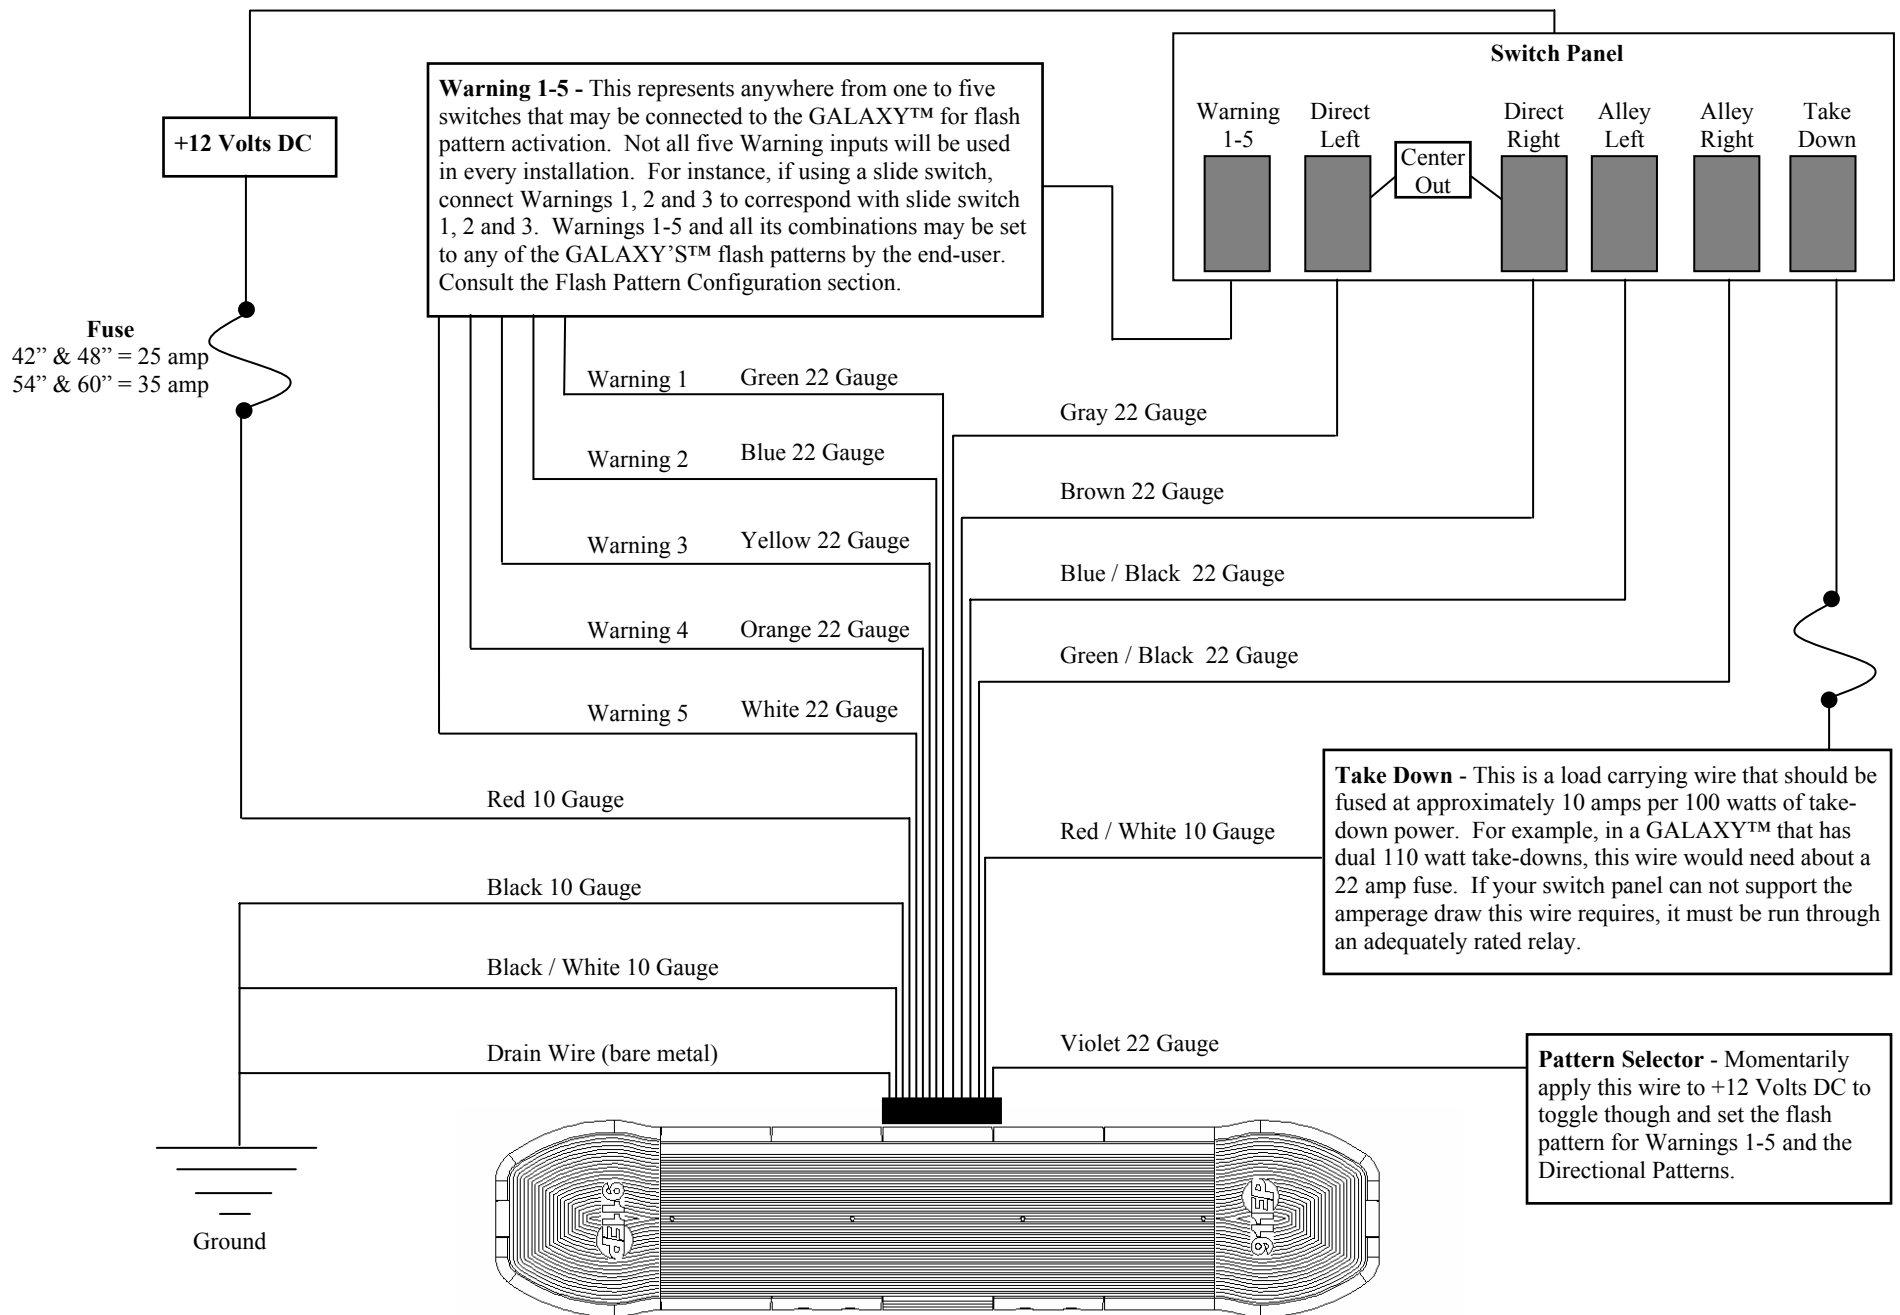 Switch Panel
Warning 1-5 - This represents anywhere from one to five
switches that may be connected to the GALAXY™ for flash
pattern activation. Not all five Warning inputs will be used
in every installation. For instance, if using a slide switch,
connect Warnings 1, 2 and 3 to correspond with slide switch
1, 2 and 3. Warnings 1-5 and all its combinations may be set
to any of the GALAXY’S™ flash patterns by the end-user.
Consult the Flash Pattern Configuration section.
+12 Volts DC
Warning
1-5
Direct
Left
Center
Out
Direct
Right
Alley
Left
Alley
Right
Take
Down
Fuse
42” & 48” = 25 amp
54” & 60” = 35 amp
Warning 1
Green 22 Gauge
Gray 22 Gauge
Warning 2
Blue 22 Gauge
Brown 22 Gauge
Warning 3
Yellow 22 Gauge
Blue / Black 22 Gauge
Warning 4
Orange 22 Gauge
Green / Black 22 Gauge
Warning 5
White 22 Gauge
Red 10 Gauge
Red / White 10 Gauge
Take Down - This is a load carrying wire that should be
fused at approximately 10 amps per 100 watts of take-
down power. For example, in a GALAXY™ that has
dual 110 watt take-downs, this wire would need about a
22 amp fuse. If your switch panel can not support the
amperage draw this wire requires, it must be run through
an adequately rated relay.
Black 10 Gauge
Black / White 10 Gauge
Drain Wire (bare metal)
Violet 22 Gauge
Pattern Selector - Momentarily
apply this wire to +12 Volts DC to
toggle though and set the flash
pattern for Warnings 1-5 and the
Directional Patterns.
Ground
911EP
911EP